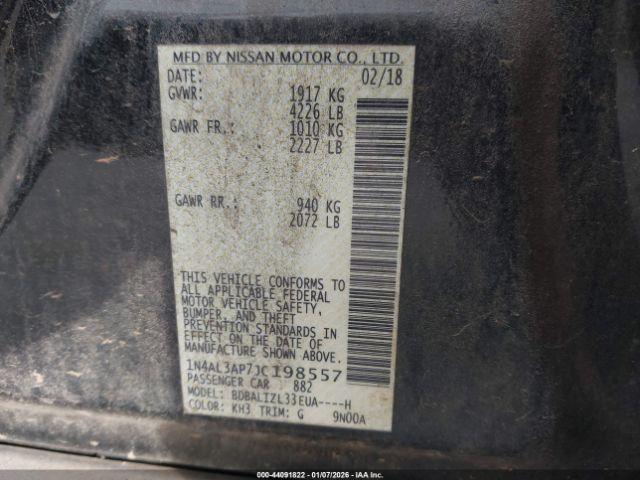 MFD BY NISSAN MOTOR CO., LTD.
DATE: 02/18
GVWR: 1917 KG
4226 LB
GAWR FR.: 1010 KG
2227 LB
GAWR RR.: 940 KG
2072 LB
THIS VEHICLE CONFORMS TO
ALL APPLICABLE FEDERAL
MOTOR VEHICLE SAFETY,
BUMPER, AND THEFT
PREVENTION STANDARDS IN
EFFECT ON THE DATE OF
MANUFACTURE SHOWN ABOVE.
1N4AL3AP7JC198557
PASSENGER CAR 882
MODEL: BDBALIZL33EUA----H
COLOR: KH3 TRIM: G 9N00A
000-44091822 - 01/07/2026 - IAA Inc.